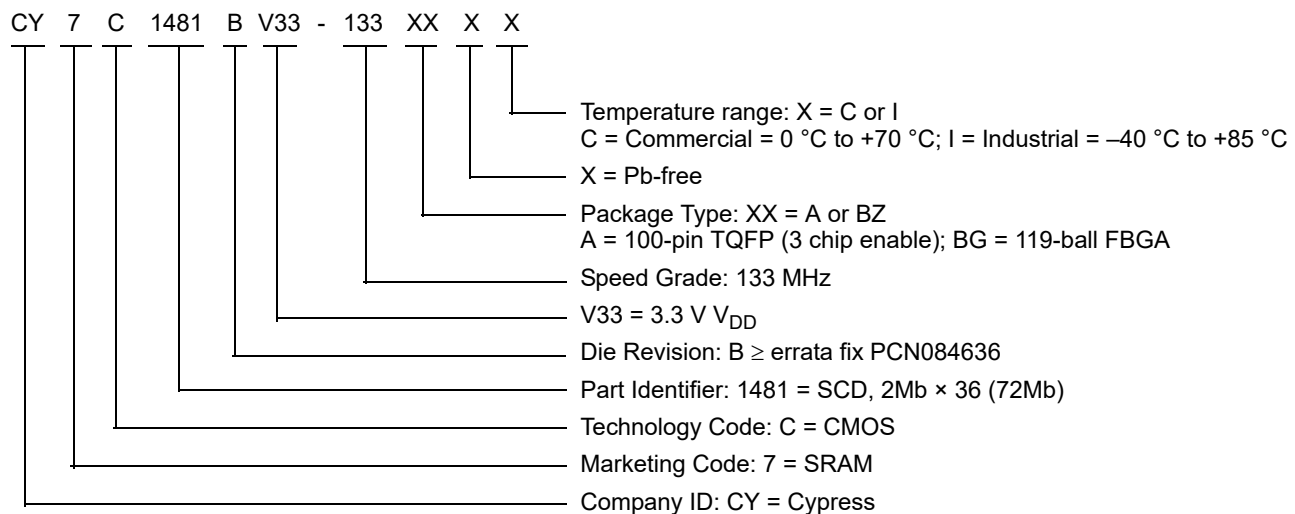 CY 7 C 1481 B V33 - 133 XX X X
Temperature range: X = C or I
C = Commercial = 0 °C to +70 °C; I = Industrial = –40 °C to +85 °C
X = Pb-free
Package Type: XX = A or BZ
A = 100-pin TQFP (3 chip enable); BG = 119-ball FBGA
Speed Grade: 133 MHz
V33 = 3.3 V VDD
Die Revision: B ≥ errata fix PCN084636
Part Identifier: 1481 = SCD, 2Mb × 36 (72Mb)
Technology Code: C = CMOS
Marketing Code: 7 = SRAM
Company ID: CY = Cypress